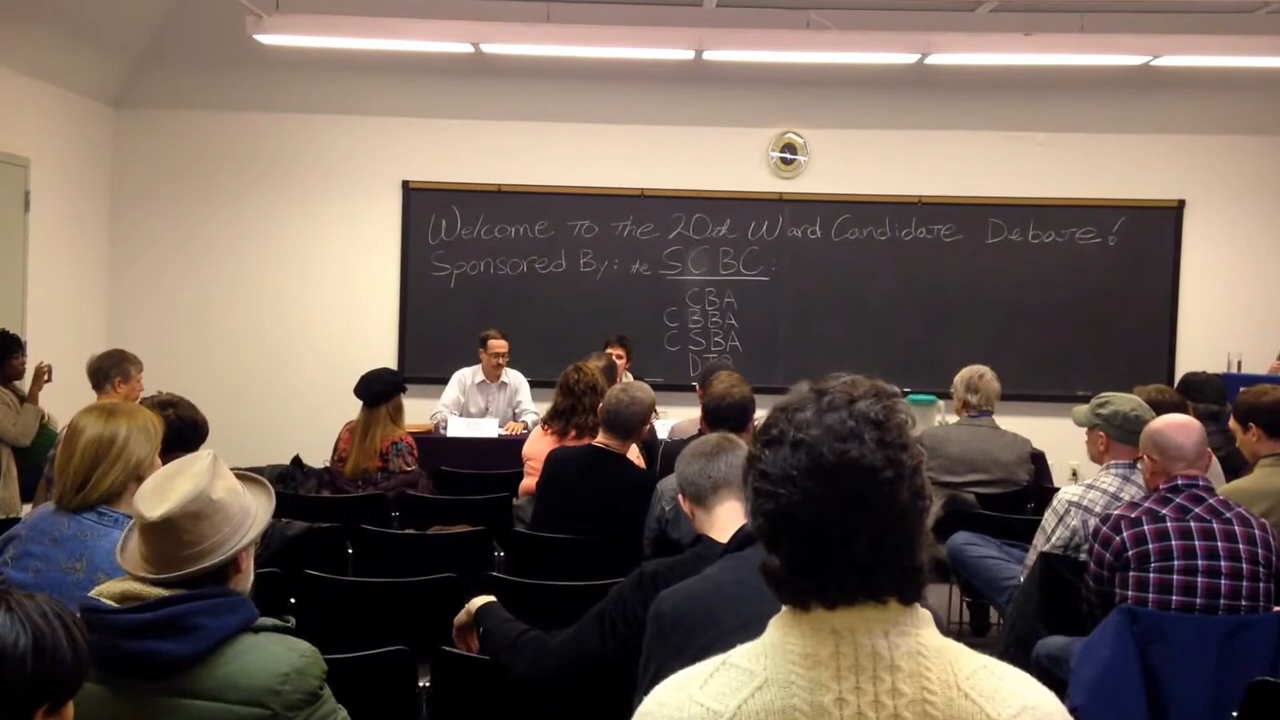 Welcome To the 20th Ward Candidate Debate!
Sponsored By: the SCBC:
CBA
CBBA
CSBA